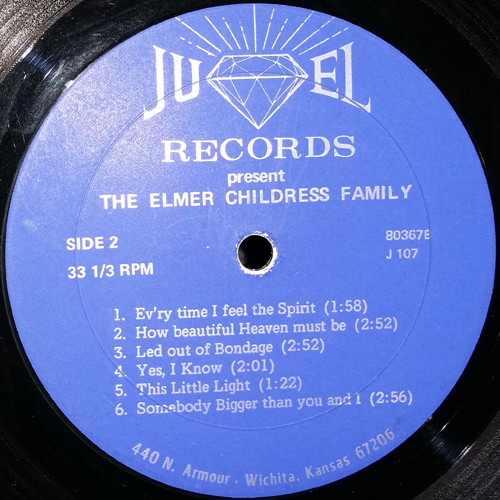 JU EL
RECORDS
present
THE ELMER CHILDRESS FAMILY
SIDE 2
80367B
33 1/3 RPM
J 107
1. Ev'ry time I feel the Spirit (1:58)
2. How beautiful Heaven must be (2:52)
3. Led out of Bondage (2:52)
4. Yes, I Know (2:01)
5. This Little Light (1:22)
6. Somebody Bigger than you and I (2:56)
440 N. Armour • Wichita, Kansas 67206